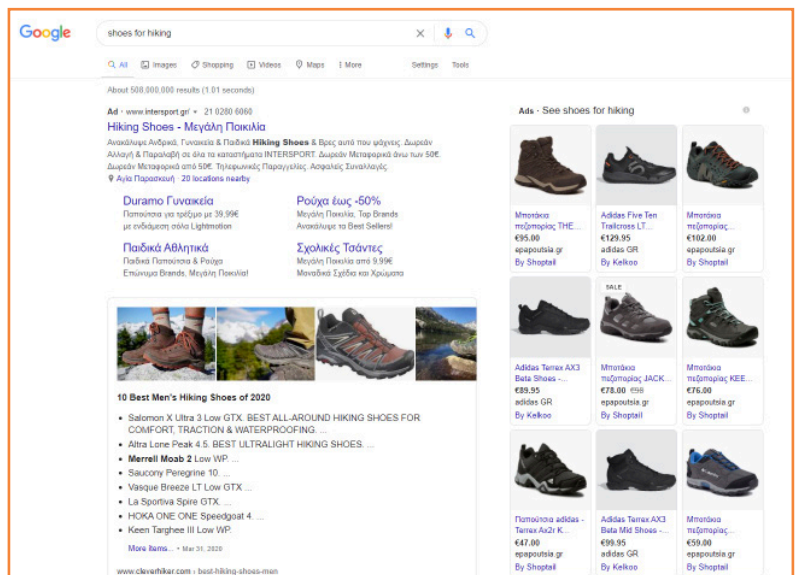 Google
shoes for hiking
All Images Shopping Videos Maps More Settings Tools
About 508,000,000 results (1.01 seconds)
Ad · www.intersport.gr/ 21 0280 6060
Hiking Shoes - Μεγάλη Ποικιλία
Ανακάλυψε Ανδρικά, Γυναικεία & Παιδικά Hiking Shoes & Βρες αυτό που ψάχνεις. Δωρεάν
Αλλαγή & Παραλαβή σε όλα τα καταστήματα INTERSPORT. Δωρεάν Μεταφορικά άνω των 50€.
Δωρεάν Μεταφορικά από 50€. Τηλεφωνικές Παραγγελίες. Ασφαλείς Συναλλαγές.
Αγία Παρασκευή · 20 locations nearby
Duramo Γυναικεία
Παπούτσια για τρέξιμο με 39,99€
με ενδιάμεση σόλα Lightmotion
Ρούχα έως -50%
Μεγάλη Ποικιλία, Top Brands
Ανακάλυψε τα Best Sellers!
Παιδικά Αθλητικά
Παιδικά Παπούτσια & Ρούχα
Επώνυμα Brands, Μεγάλη Ποικιλία!
Σχολικές Τσάντες
Μεγάλη Ποικιλία από 9,99€
Μοναδικά Σχέδια και Χρώματα
10 Best Men's Hiking Shoes of 2020
• Salomon X Ultra 3 Low GTX. BEST ALL-AROUND HIKING SHOES FOR
COMFORT, TRACTION & WATERPROOFING. ...
• Altra Lone Peak 4.5. BEST ULTRALIGHT HIKING SHOES. ...
• Merrell Moab 2 Low WP. ...
• Saucony Peregrine 10. ...
• Vasque Breeze LT Low GTX ...
• La Sportiva Spire GTX. ...
• HOKA ONE ONE Speedgoat 4. ...
• Keen Targhee III Low WP.
More items... • Mar 31, 2020
www.cleverhiker.com › best-hiking-shoes-men
Ads · See shoes for hiking
Μποτάκια
πεζοπορίας THE ...
€95.00
epapoutsia.gr
By Shoptail
Adidas Five Ten
Trailcross LT...
€129.95
adidas GR
By Kelkoo
Μποτάκια
πεζοπορίας...
€102.00
epapoutsia.gr
By Shoptail
Adidas Terrex AX3
Beta Shoes -...
€89.95
adidas GR
By Kelkoo
SALE
Μποτάκια
πεζοπορίας JACK...
€78.00 €98
epapoutsia.gr
By Shoptail
Μποτάκια
πεζοπορίας KEE...
€76.00
epapoutsia.gr
By Shoptail
Παπούτσια adidas -
Terrex Ax2r K...
€47.00
epapoutsia.gr
By Shoptail
Adidas Terrex AX3
Beta Mid Shoes -...
€99.95
adidas GR
By Kelkoo
Μποτάκια
πεζοπορίας...
€59.00
epapoutsia.gr
By Shoptail